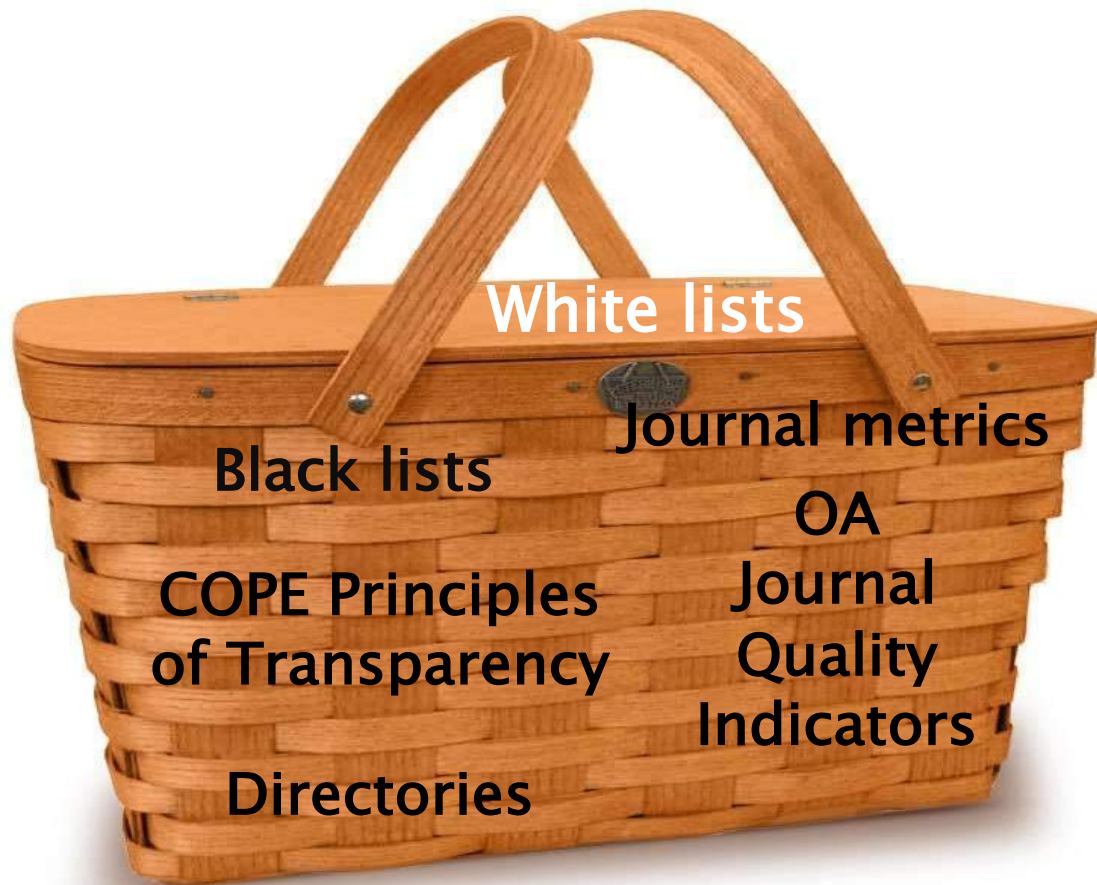 White lists
Journal metrics
Black lists
OA
Journal
Quality
Indicators
COPE Principles
of Transparency
Directories